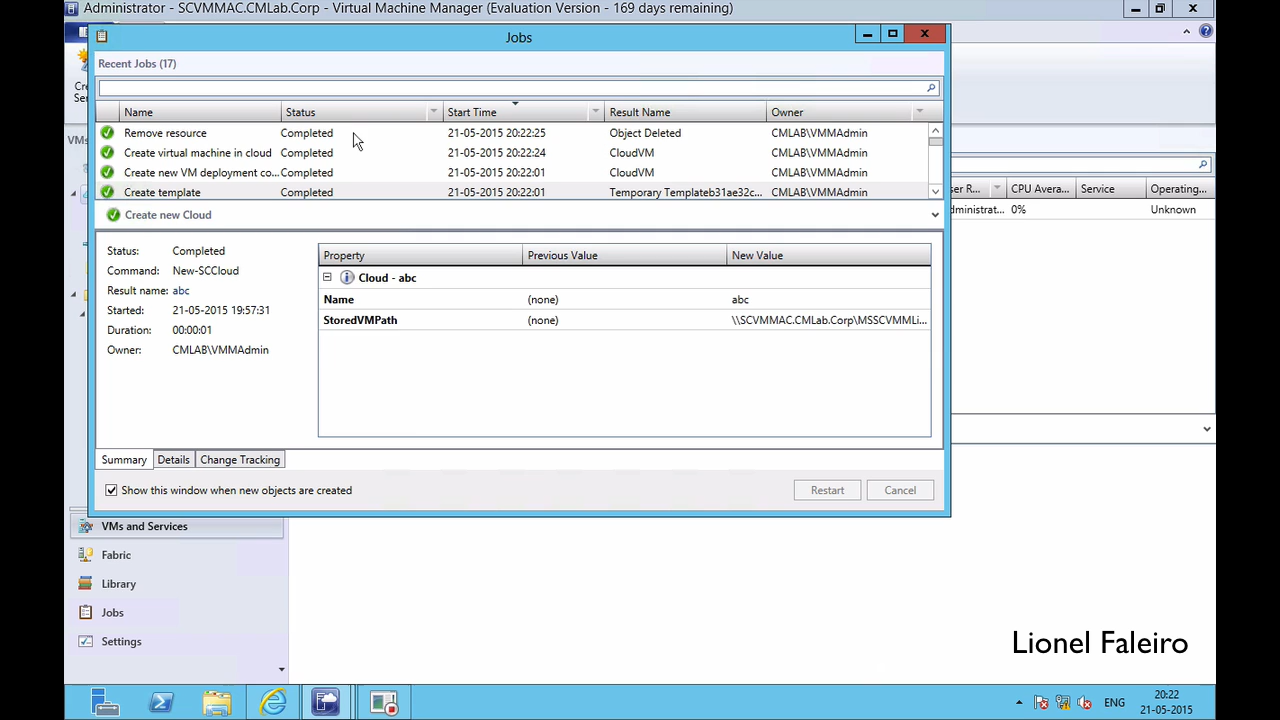 Administrator - SCVMMAC.CMLab.Corp - Virtual Machine Manager (Evaluation Version - 169 days remaining)
Jobs
Recent Jobs (17)
Name Status Start Time Result Name Owner
Remove resource Completed 21-05-2015 20:22:25 Object Deleted CMLAB\VMMAdmin
Create virtual machine in cloud Completed 21-05-2015 20:22:24 CloudVM CMLAB\VMMAdmin
Create new VM deployment co... Completed 21-05-2015 20:22:01 CloudVM CMLAB\VMMAdmin
Create template Completed 21-05-2015 20:22:01 Temporary Templateb31ae32c... CMLAB\VMMAdmin
CPU Avera... Service Operating...
0% Unknown
Create new Cloud
Status: Completed
Command: New-SCCloud
Result name: abc
Started: 21-05-2015 19:57:31
Duration: 00:00:01
Owner: CMLAB\VMMAdmin
Property Previous Value New Value
Cloud - abc
Name (none) abc
StoredVMPath (none) \\SCVMMAC.CMLab.Corp\MSSCVMMLi...
Summary Details Change Tracking
Show this window when new objects are created Restart Cancel
VMs and Services
Fabric
Library
Jobs
Settings
Lionel Faleiro
ENG 20:22
21-05-2015